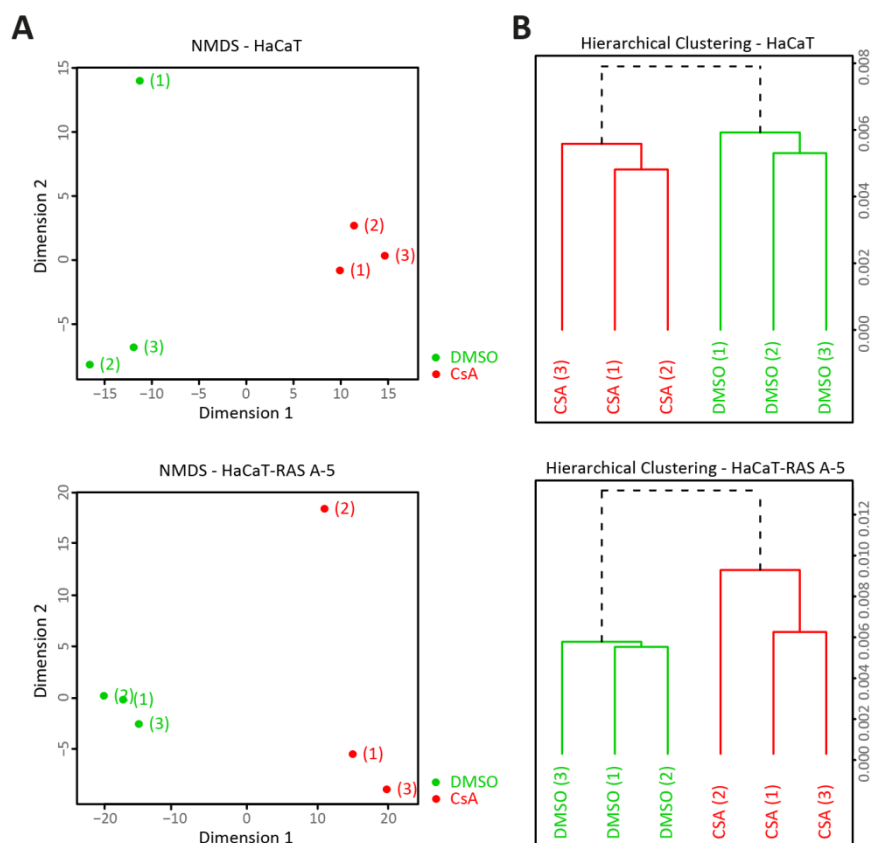 A
NMDS - HaCaT
15
10
5
0
−5
Dimension 2
(1)
(2)
(3)
(1)
(3)
(2)
−15
−10
−5
0
5
10
15
Dimension 1
DMSO
CsA
B
Hierarchical Clustering - HaCaT
0.008
0.006
0.004
0.002
0.000
CSA (3)
CSA (1)
CSA (2)
DMSO (1)
DMSO (2)
DMSO (3)
NMDS - HaCaT-RAS A-5
20
15
10
5
0
−5
Dimension 2
(2)
(2)
(1)
(3)
(1)
(3)
−20
−10
0
10
20
Dimension 1
DMSO
CsA
Hierarchical Clustering - HaCaT-RAS A-5
0.012
0.010
0.008
0.006
0.004
0.002
0.000
DMSO (3)
DMSO (1)
DMSO (2)
CSA (2)
CSA (1)
CSA (3)